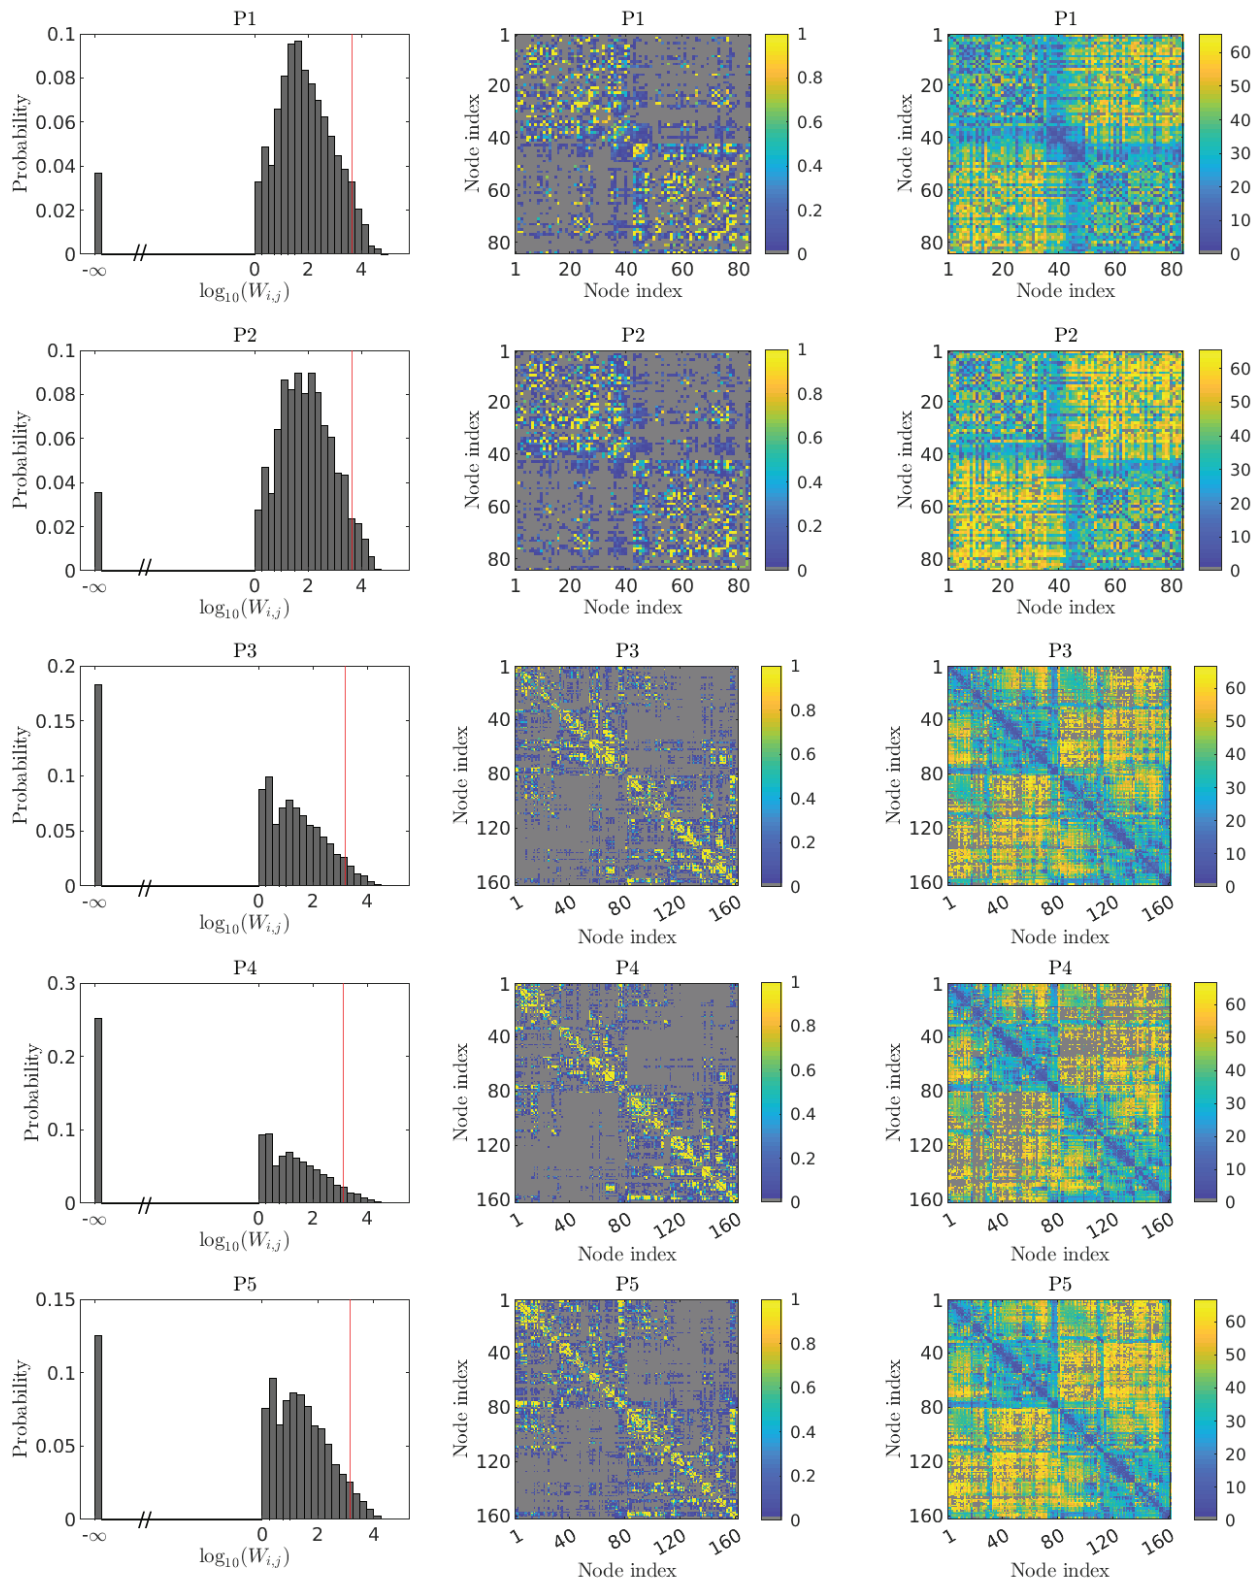 P1 P1 P1
0.1 1 1 1
60
0.08 20 0.8 20 50
Probability 0.06 Node index 40 0.6 Node index 40 40
0.04 60 0.4 60 30
20
0.02 80 0.2 80 10
0 0 0
-∞ 0 2 4 1 20 40 60 80 1 20 40 60 80
log₁₀(Wᵢ,ⱼ) Node index Node index
P2 P2 P2
0.1 1 1 1
60
0.08 20 0.8 20 50
Probability 0.06 Node index 40 0.6 Node index 40 40
0.04 60 0.4 60 30
20
0.02 80 0.2 80 10
0 0 0
-∞ 0 2 4 1 20 40 60 80 1 20 40 60 80
log₁₀(Wᵢ,ⱼ) Node index Node index
P3 P3 P3
0.2 1 1 1
60
0.15 40 0.8 40 50
Probability 0.1 Node index 80 0.6 Node index 80 40
30
0.05 120 0.4 120 20
0.2 10
0 160 0 160 0
-∞ 0 2 4 1 40 80 120 160 1 40 80 120 160
log₁₀(Wᵢ,ⱼ) Node index Node index
P4 P4 P4
0.3 1 1 1
60
0.2 40 0.8 40 50
Probability Node index 80 0.6 Node index 80 40
30
0.1 120 0.4 120 20
0.2 10
0 160 0 160 0
-∞ 0 2 4 1 40 80 120 160 1 40 80 120 160
log₁₀(Wᵢ,ⱼ) Node index Node index
P5 P5 P5
0.15 1 1 1
60
0.1 40 0.8 40 50
Probability Node index 80 0.6 Node index 80 40
30
0.05 120 0.4 120 20
0.2 10
0 160 0 160 0
-∞ 0 2 4 1 40 80 120 160 1 40 80 120 160
log₁₀(Wᵢ,ⱼ) Node index Node index